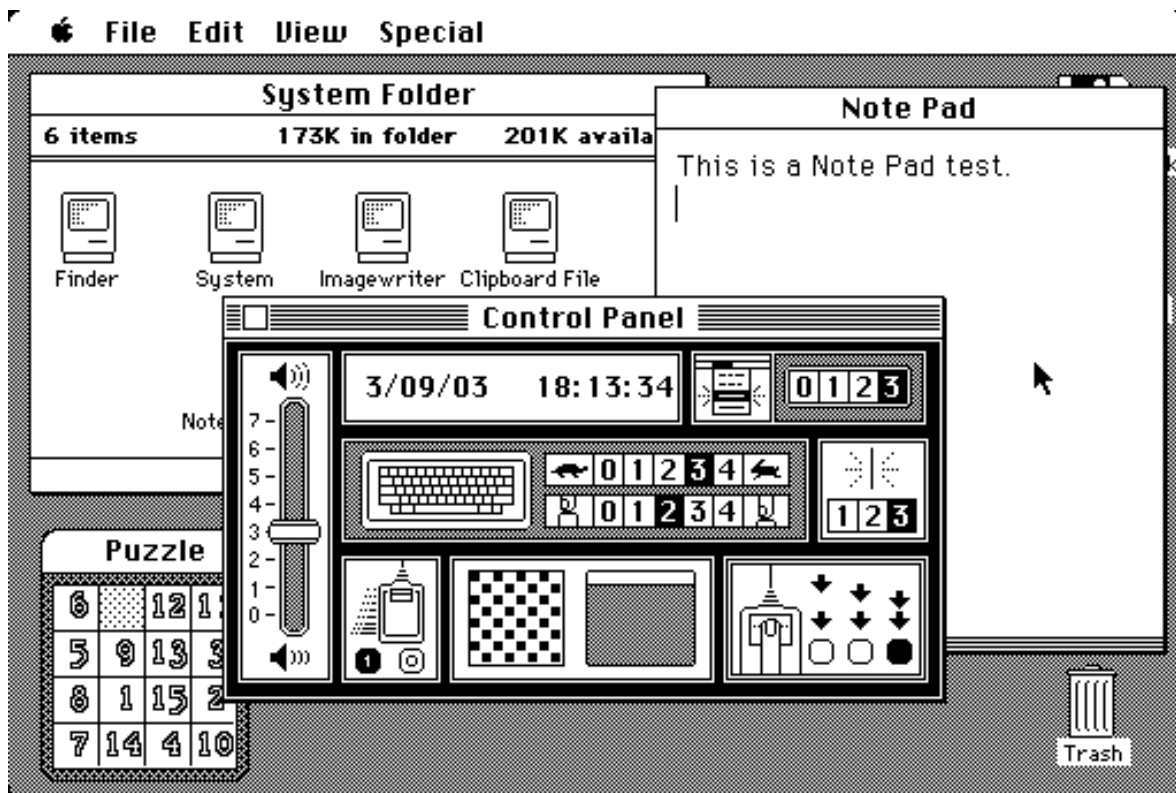 File Edit View Special
System Folder
6 items 173K in folder 201K availa
Finder System Imagewriter Clipboard File
Note
Note Pad
This is a Note Pad test.
Control Panel
3/09/03 18:13:34
0 1 2 3
7
6
5
4
3
2
1
0
0 1 2 3 4
0 1 2 3 4
1 2 3
1
Puzzle
6 12
5 9 13 3
8 1 15 2
7 14 4 10
Trash